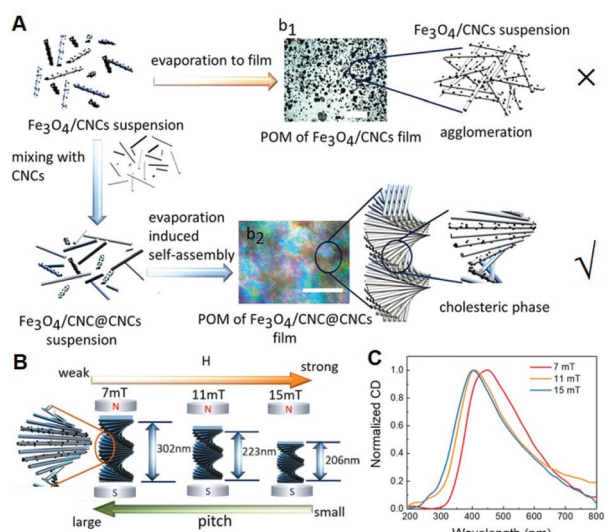 A
b1
Fe3O4/CNCs suspension
evaporation to film
Fe3O4/CNCs suspension
POM of Fe3O4/CNCs film
agglomeration
×
mixing with
CNCs
evaporation
induced
self-assembly
b2
cholesteric phase
√
Fe3O4/CNC@CNCs
suspension
POM of Fe3O4/CNC@CNCs
film
B
weak
H
strong
7mT
11mT
15mT
N
N
N
302nm
223nm
206nm
S
S
S
large
pitch
small
C
7 mT
11 mT
15 mT
Normalized CD
1.0
0.8
0.6
0.4
0.2
0.0
200
300
400
500
600
700
800
Wavelength (nm)